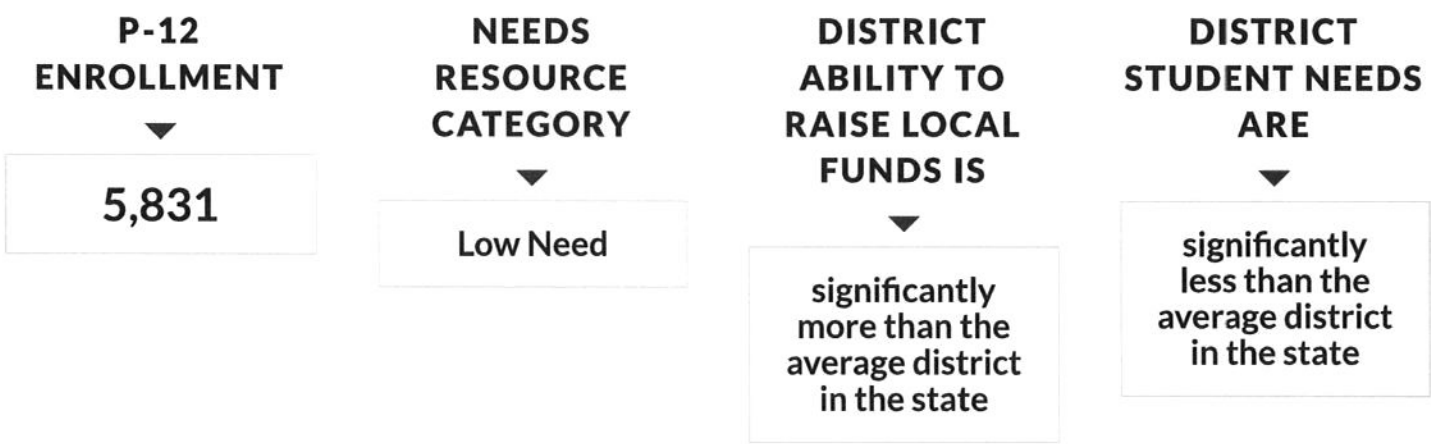 P-12
ENROLLMENT
5,831
NEEDS
RESOURCE
CATEGORY
Low Need
DISTRICT
ABILITY TO
RAISE LOCAL
FUNDS IS
significantly
more than the
average district
in the state
DISTRICT
STUDENT NEEDS
ARE
significantly
less than the
average district
in the state